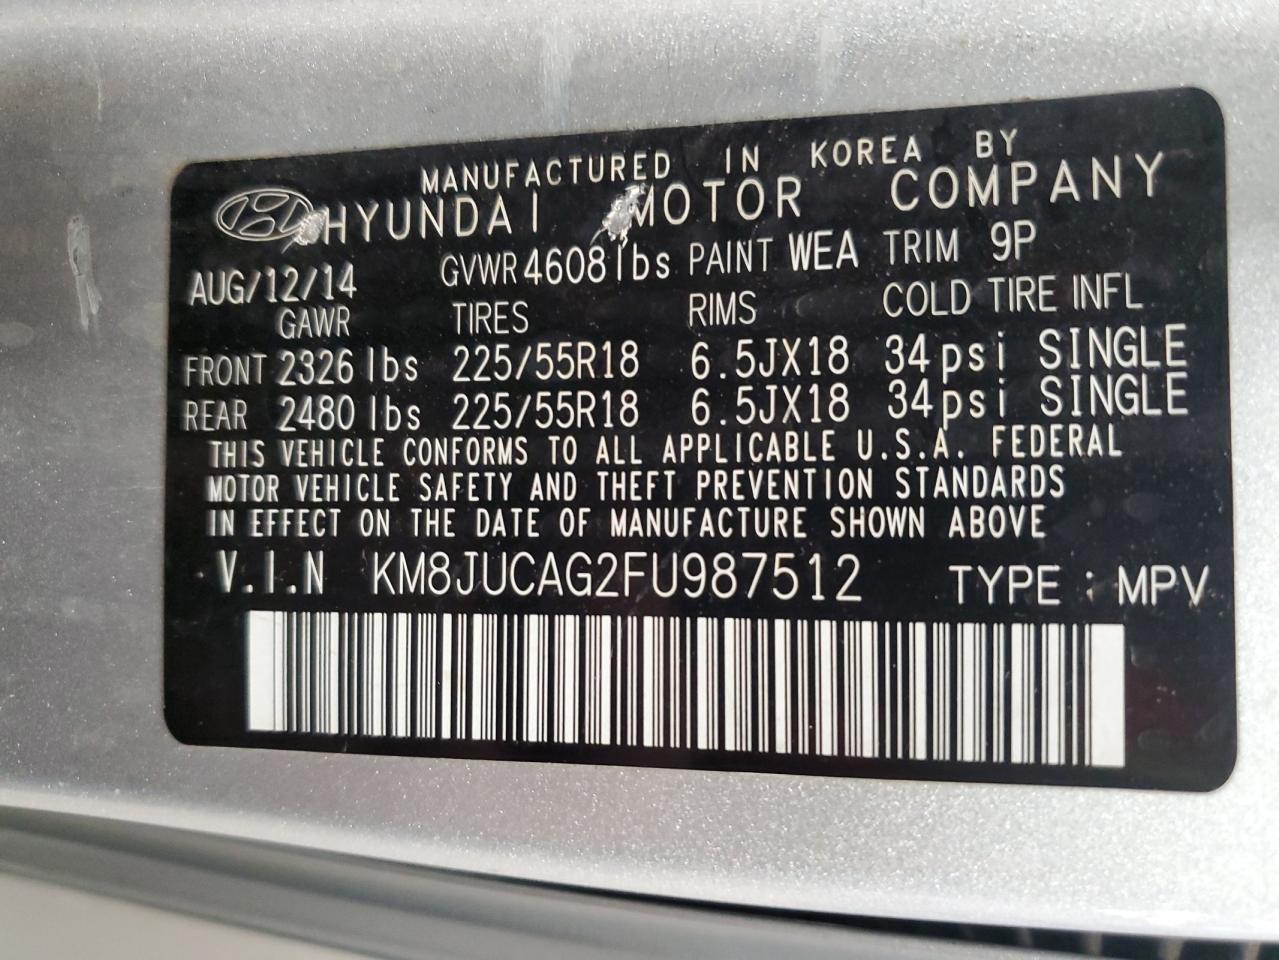 MANUFACTURED IN KOREA BY
HYUNDAI MOTOR COMPANY
AUG/12/14 GVWR 4608lbs PAINT WEA TRIM 9P
GAWR TIRES RIMS COLD TIRE INFL
FRONT 2326 lbs 225/55R18 6.5JX18 34psi SINGLE
REAR 2480 lbs 225/55R18 6.5JX18 34psi SINGLE
THIS VEHICLE CONFORMS TO ALL APPLICABLE U.S.A. FEDERAL
MOTOR VEHICLE SAFETY AND THEFT PREVENTION STANDARDS
IN EFFECT ON THE DATE OF MANUFACTURE SHOWN ABOVE
V.I.N KM8JUCAG2FU987512 TYPE : MPV